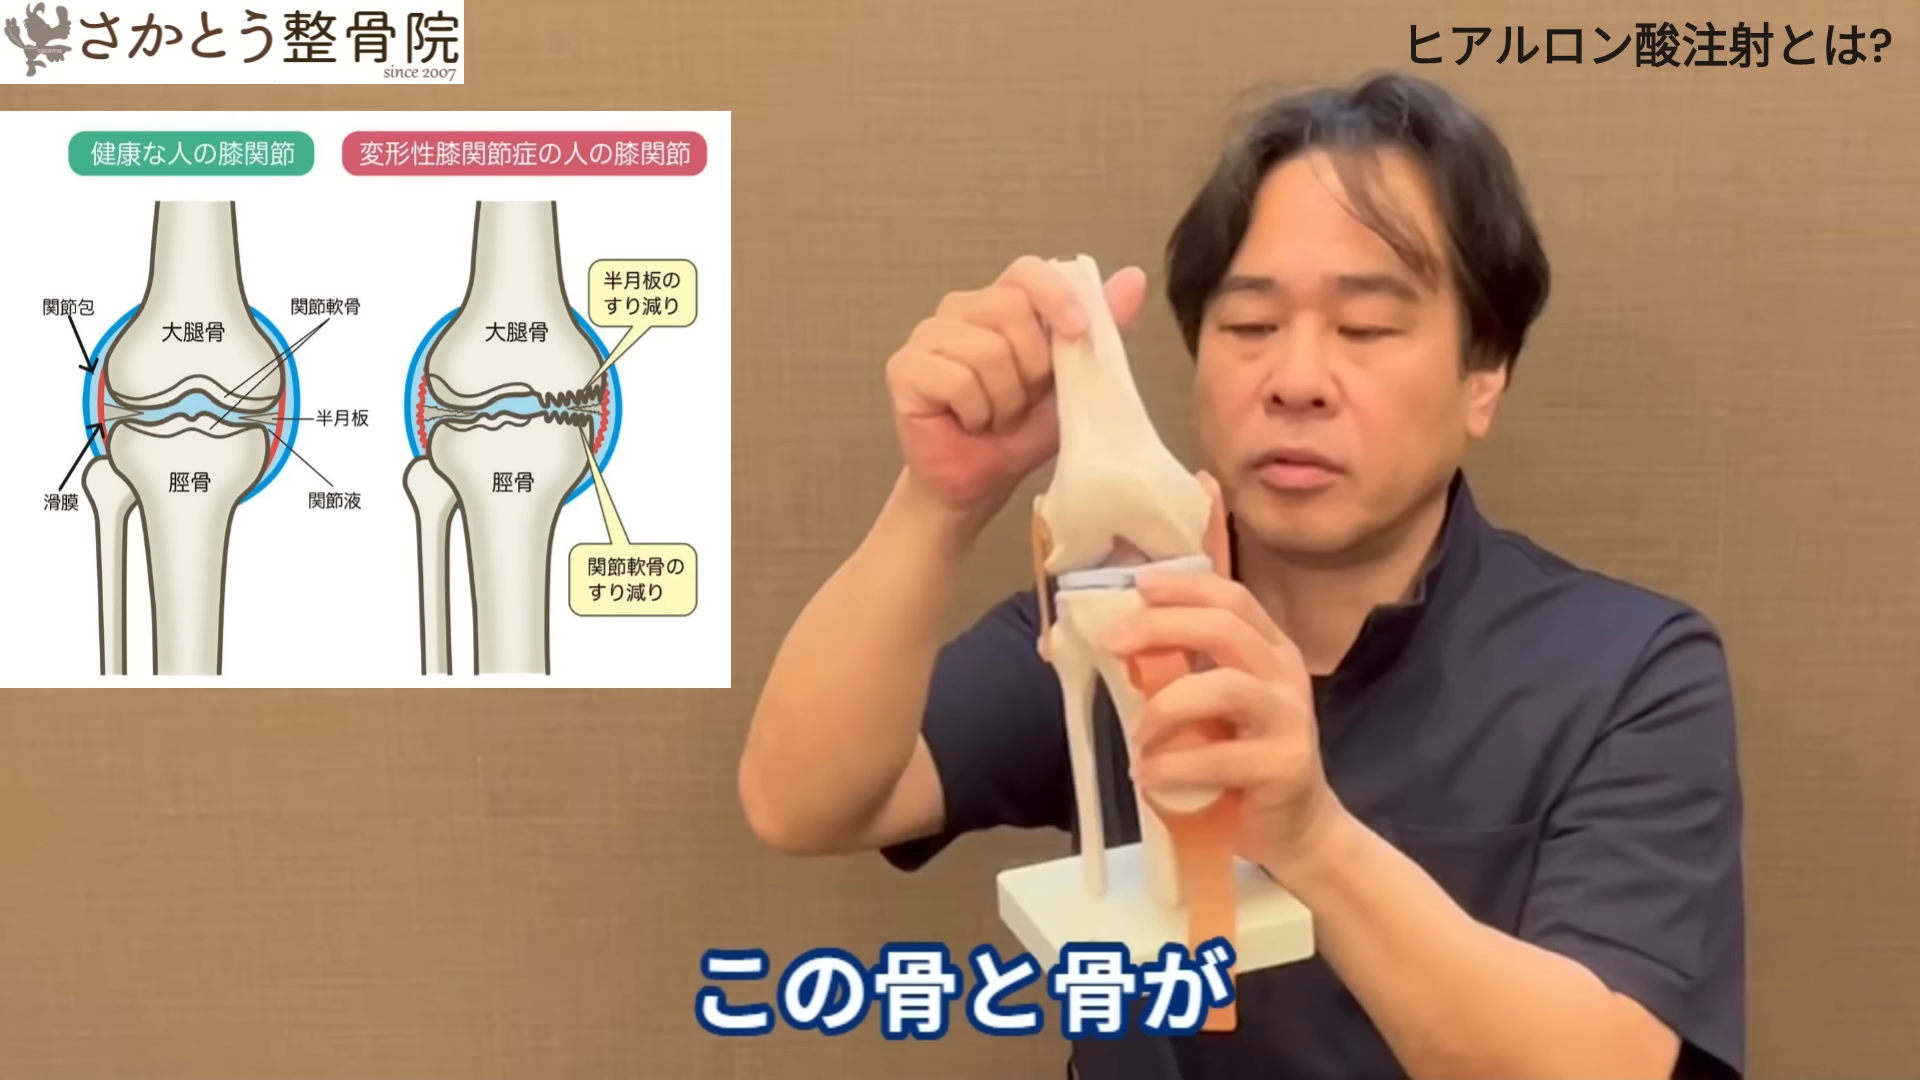 さかとう整骨院
since 2007
ヒアルロン酸注射とは?
健康な人の膝関節
変形性膝関節症の人の膝関節
関節包
大腿骨
関節軟骨
半月板
脛骨
滑膜
関節液
大腿骨
半月板の
すり減り
脛骨
関節軟骨の
すり減り
この骨と骨が